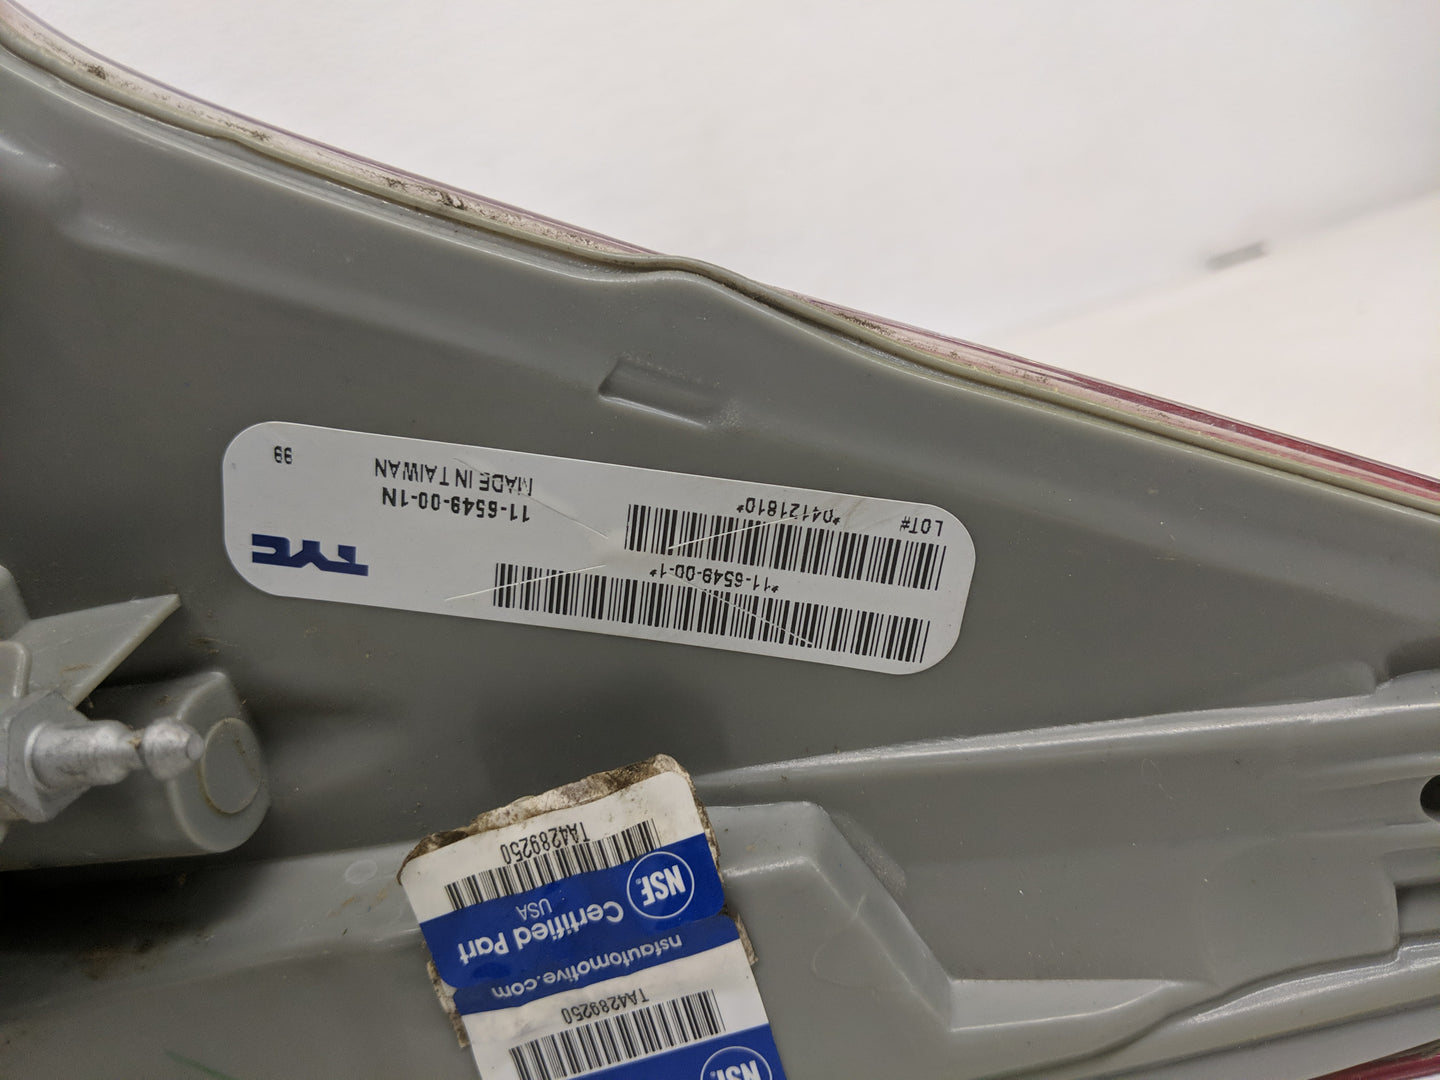 TYC
11-6549-00-1N
MADE IN TAIWAN
99
*11-6549-00-1*
*04121810*
LOT#
nsfautomotive.com
NSF.
Certified Part
USA
TA4289250
TA4289250
NSF